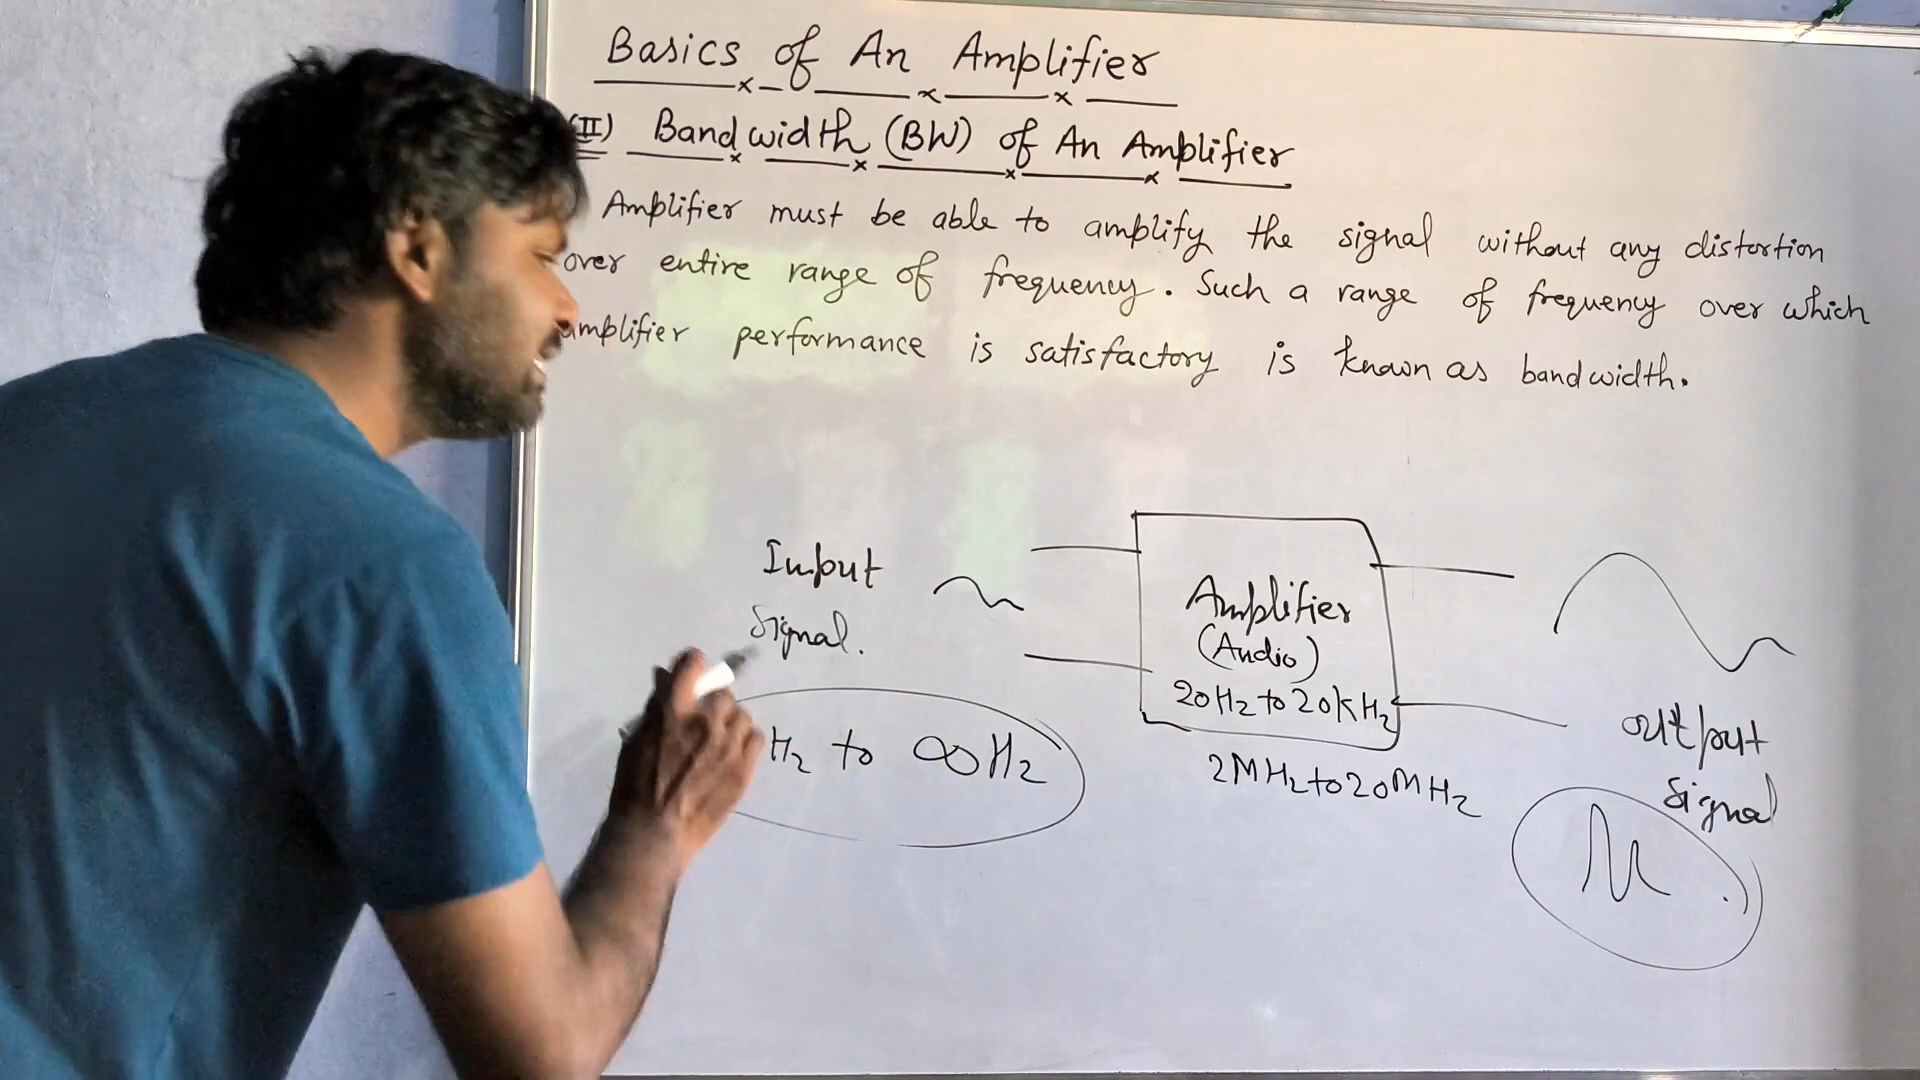 Basics of An Amplifier
(II) Bandwidth (BW) of An Amplifier
Amplifier must be able to amplify the signal without any distortion
over entire range of frequency. Such a range of frequency over which
amplifier performance is satisfactory is known as bandwidth.
Input
Signal.
Hz to ∞Hz
Amplifier
(Audio)
20Hz to 20KHz
2MHz to 20MHz
output
signal